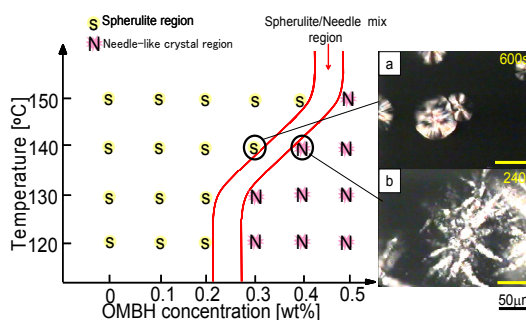 Spherulite region
Needle-like crystal region
S
N
Spherulite/Needle mix
region
Temperature [ºC]
150
S S S S S N
140
S S S S N N
130
S S S N N N
120
S S S N N N
0 0.1 0.2 0.3 0.4 0.5
OMBH concentration [wt%]
a
600s
b
240
50μm